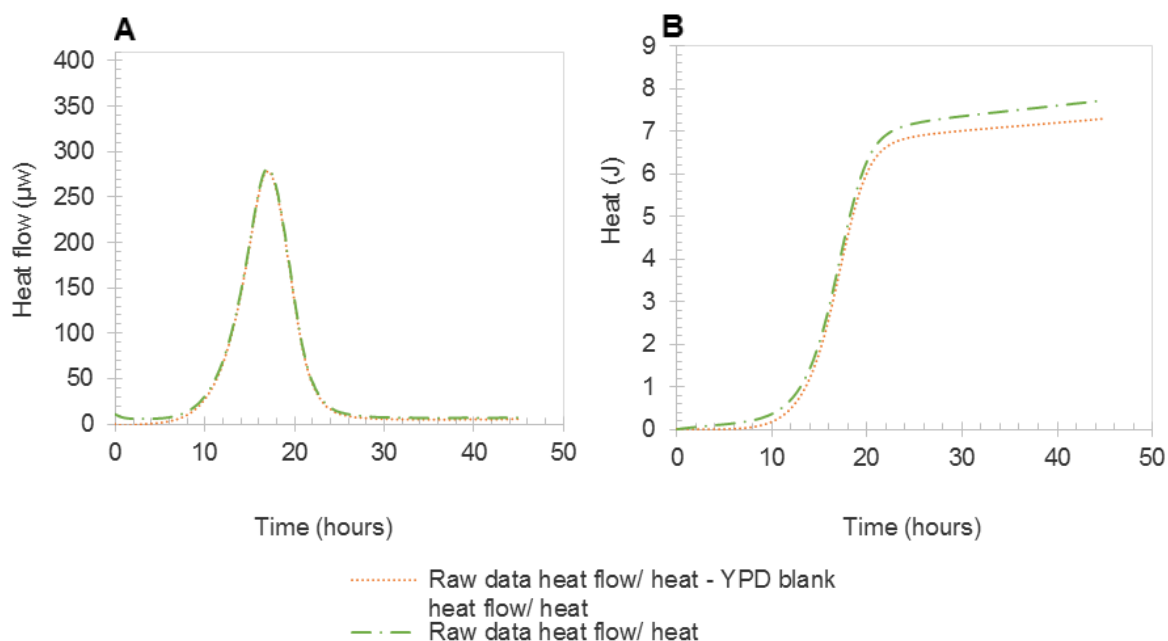 A
400
350
300
250
200
150
100
50
0
Heat flow (μw)
0 10 20 30 40 50
Time (hours)
B
9
8
7
6
5
4
3
2
1
0
Heat (J)
0 10 20 30 40 50
Time (hours)
Raw data heat flow/ heat - YPD blank
heat flow/ heat
Raw data heat flow/ heat